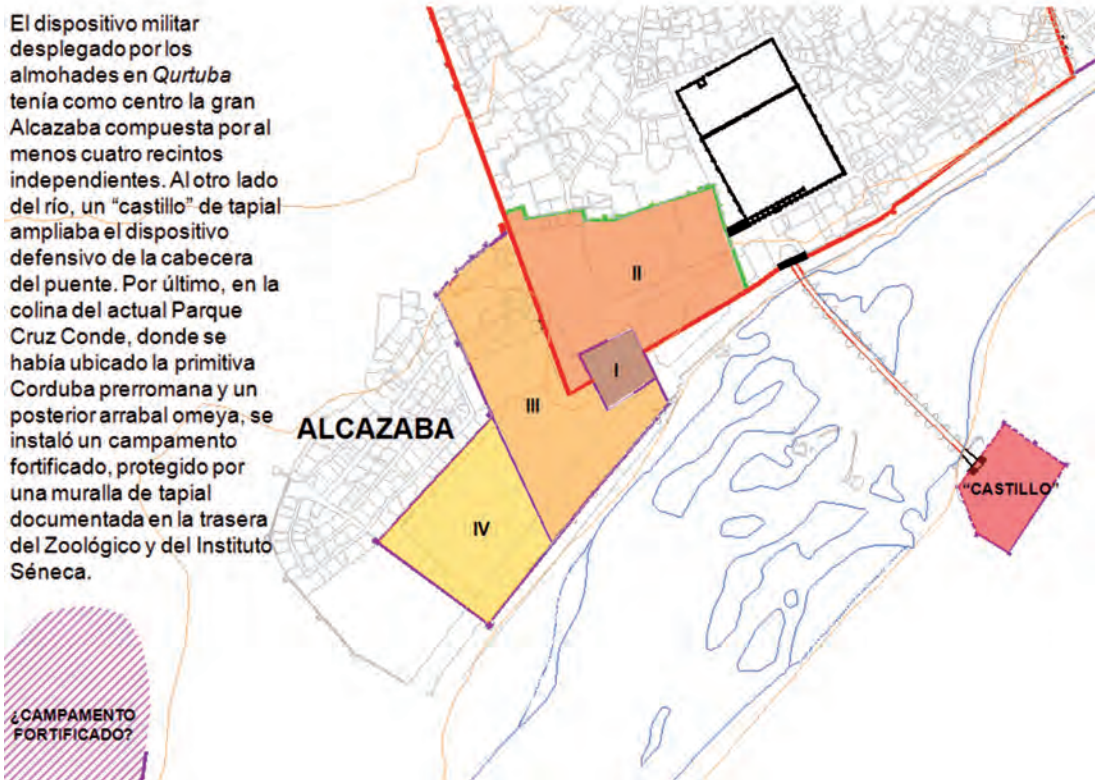 El dispositivo militar
desplegado por los
almohades en Qurtuba
tenía como centro la gran
Alcazaba compuesta por al
menos cuatro recintos
independientes. Al otro lado
del río, un “castillo” de tapial
ampliaba el dispositivo
defensivo de la cabecera
del puente. Por último, en la
colina del actual Parque
Cruz Conde, donde se
había ubicado la primitiva
Corduba prerromana y un
posterior arrabal omeya, se
instaló un campamento
fortificado, protegido por
una muralla de tapial
documentada en la trasera
del Zoológico y del Instituto
Séneca.
II
I
III
ALCAZABA
IV
“CASTILLO”
¿CAMPAMENTO
FORTIFICADO?